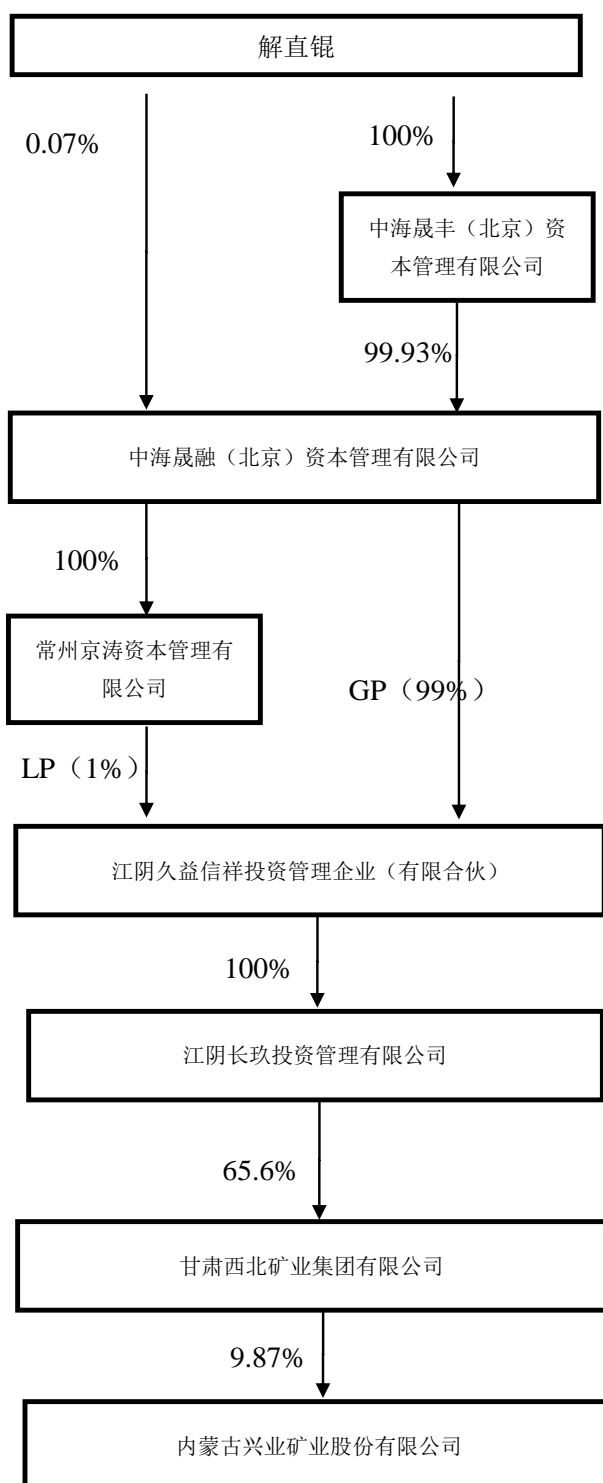 解直锟
0.07%
100%
中海晟丰（北京）资
本管理有限公司
99.93%
中海晟融（北京）资本管理有限公司
100%
常州京涛资本管理有
限公司
GP（99%）
LP（1%）
江阴久益信祥投资管理企业（有限合伙）
100%
江阴长玖投资管理有限公司
65.6%
甘肃西北矿业集团有限公司
9.87%
内蒙古兴业矿业股份有限公司